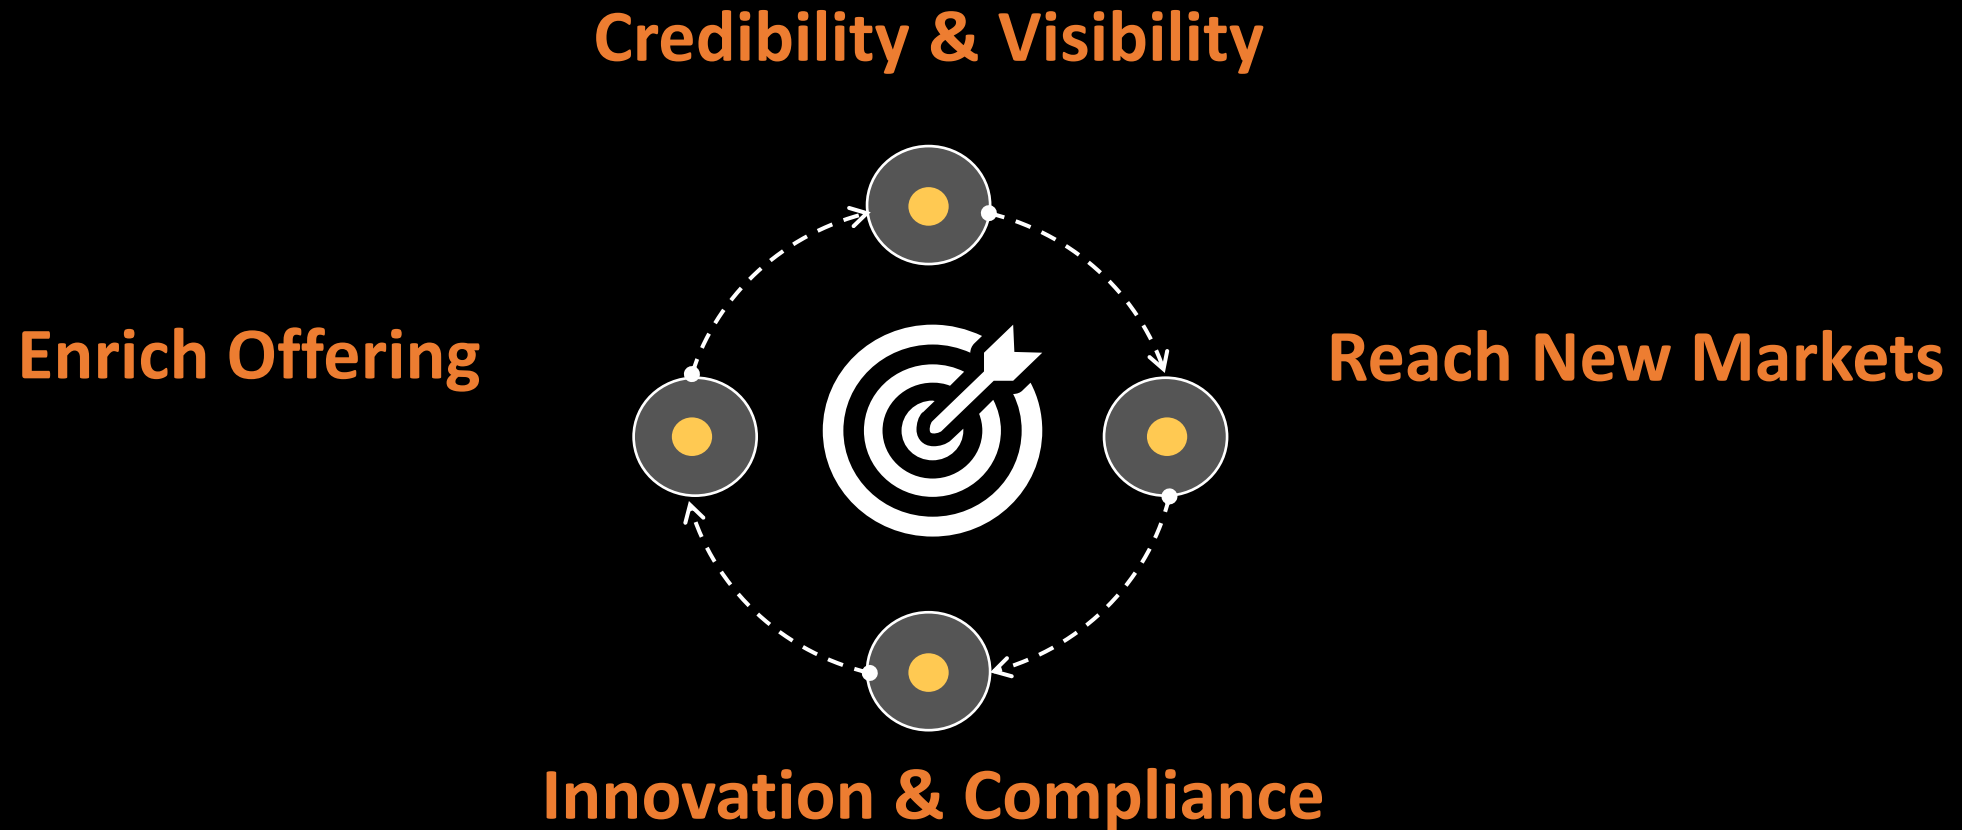 Credibility & Visibility
Enrich Offering
Reach New Markets
Innovation & Compliance